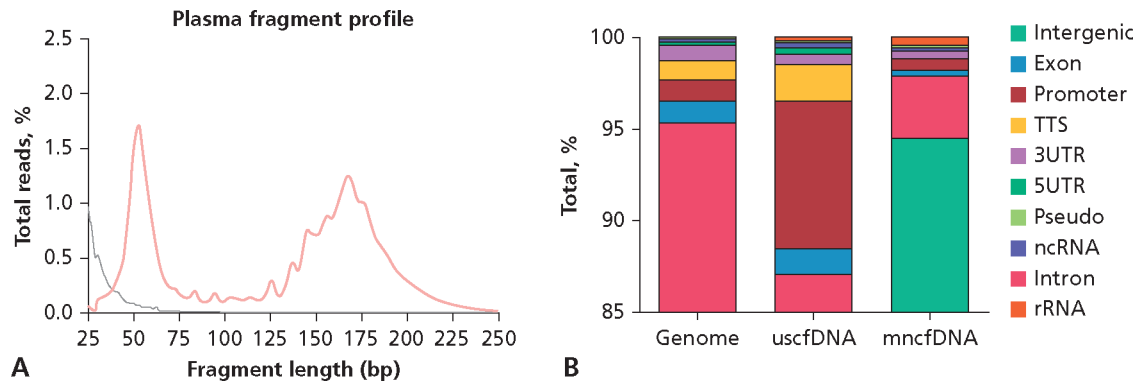 Plasma fragment profile
Total reads, %
2.5
2.0
1.5
1.0
0.5
0.0
25 50 75 100 125 150 175 200 225 250
Fragment length (bp)
A
Total, %
100
95
90
85
Genome uscfDNA mncfDNA
B
Intergenic
Exon
Promoter
TTS
3UTR
5UTR
Pseudo
ncRNA
Intron
rRNA